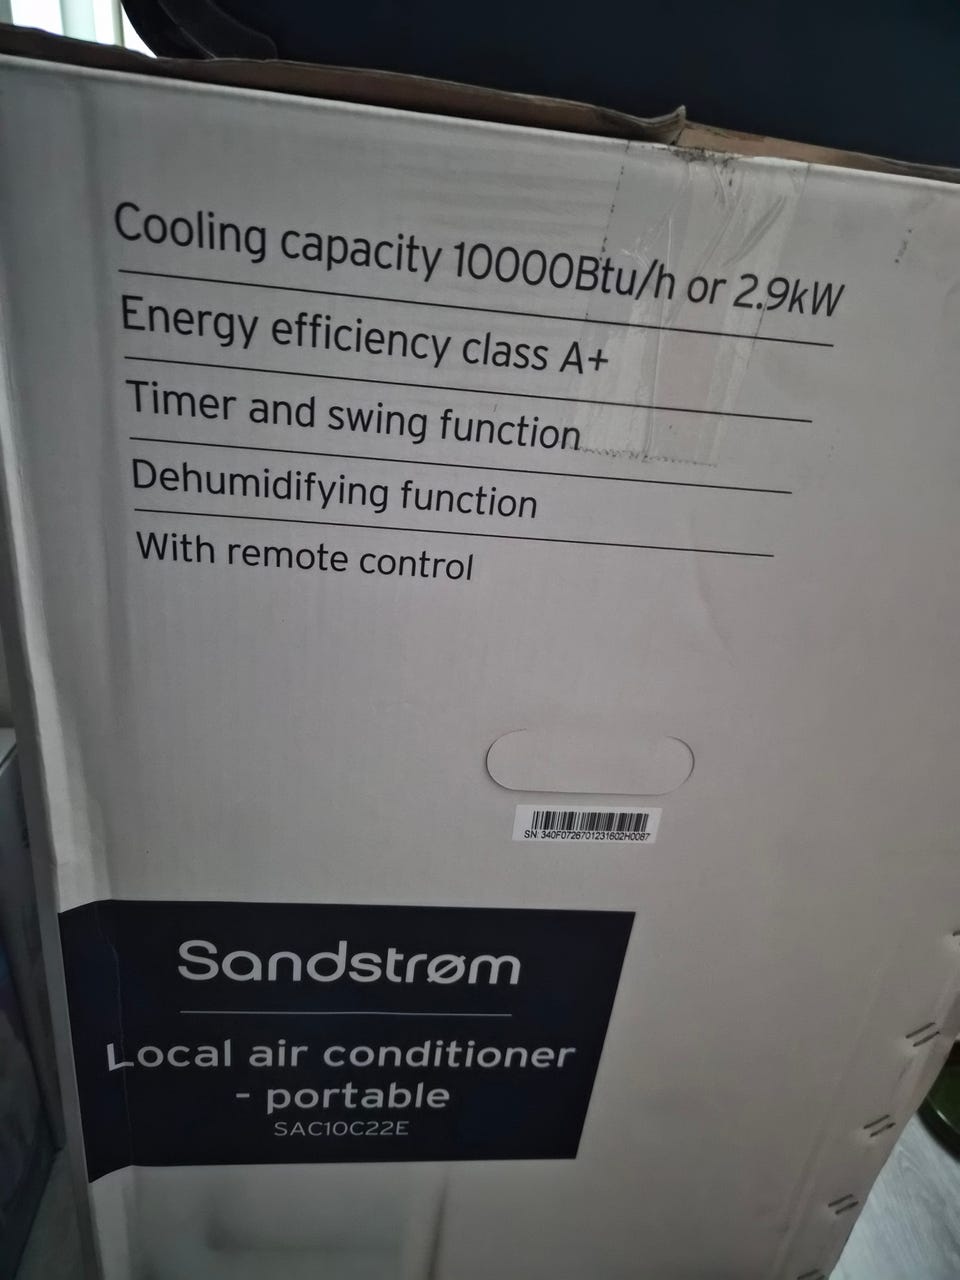 Cooling capacity 10000Btu/h or 2.9kW
Energy efficiency class A+
Timer and swing function
Dehumidifying function
With remote control
SN: 340F0726701231602H0087
Sandstrøm
Local air conditioner
- portable
SAC10C22E